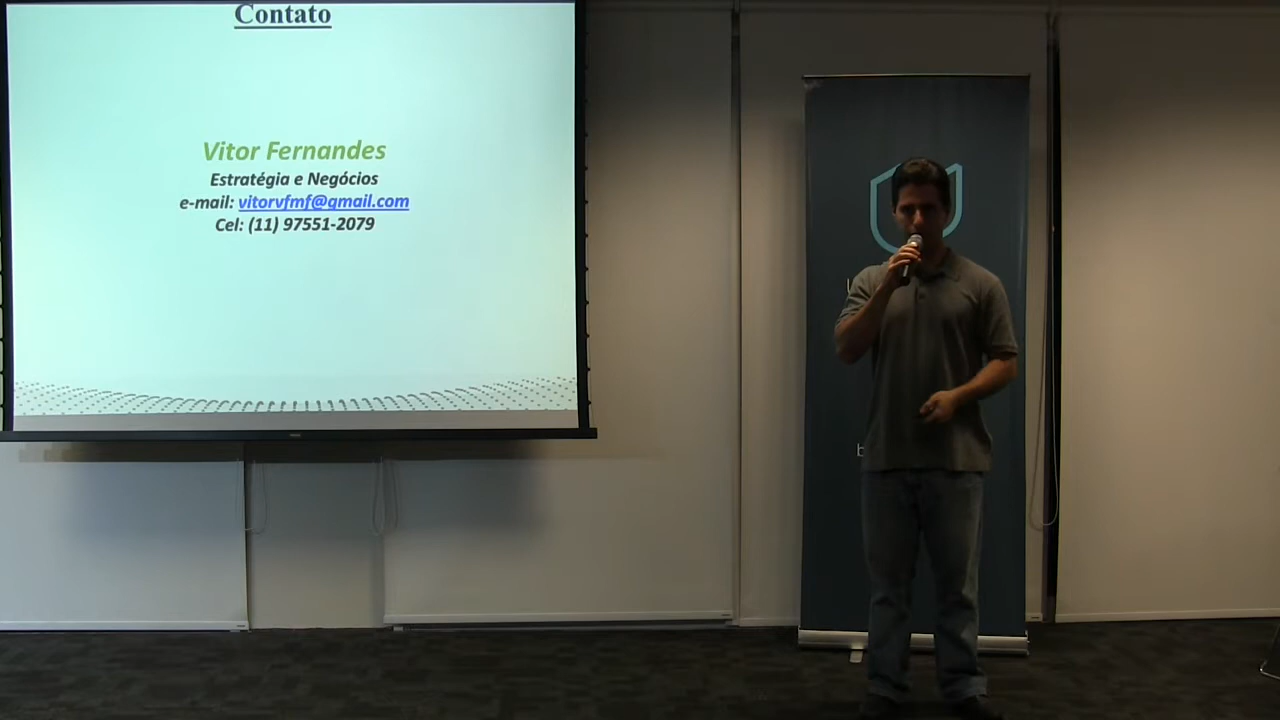 Contato
Vitor Fernandes
Estratégia e Negócios
e-mail: vitorvfmf@gmail.com
Cel: (11) 97551-2079